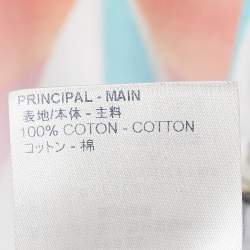 PRINCIPAL - MAIN
表地/本体 - 主料
100% COTON - COTTON
コットン - 棉